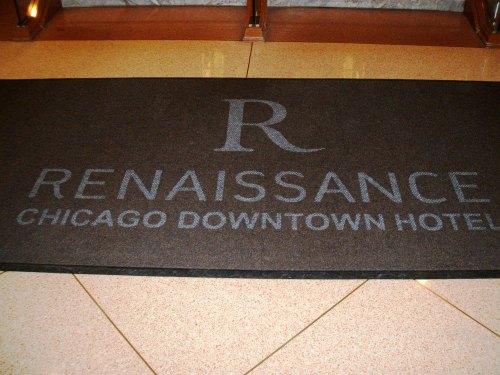 R
RENAISSANCE
CHICAGO DOWNTOWN HOTEL